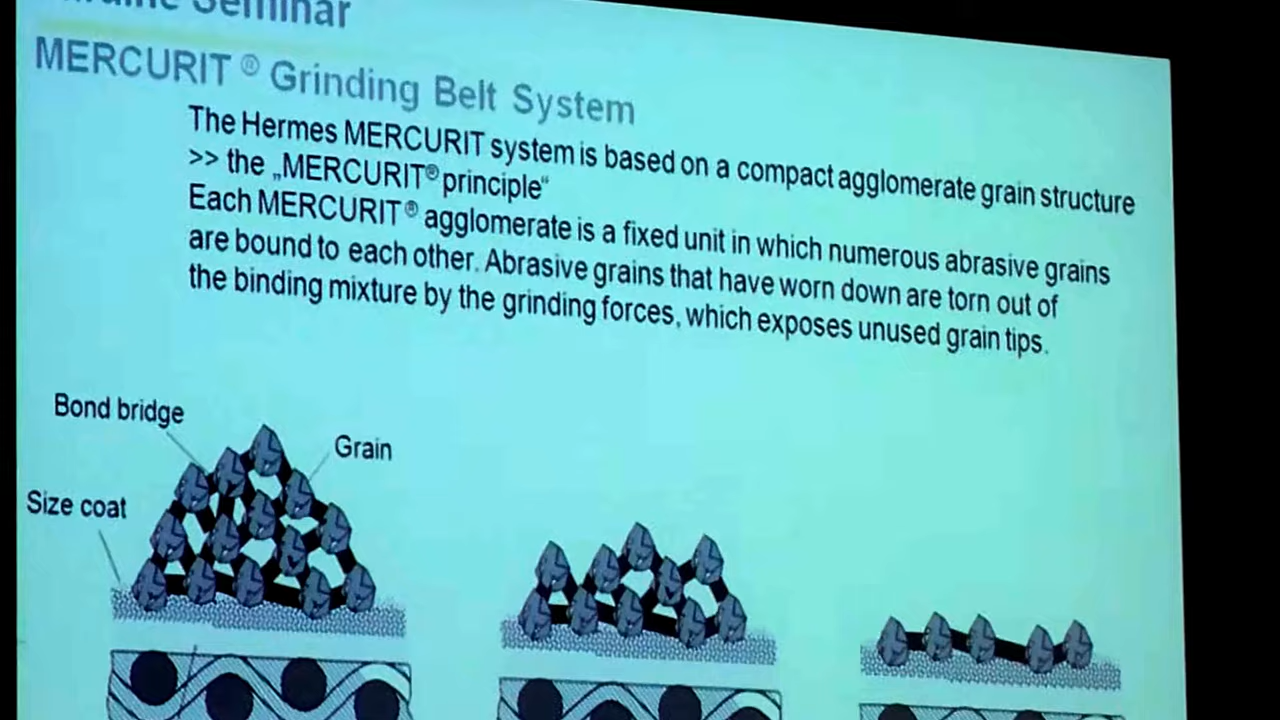 Seminar
MERCURIT ® Grinding Belt System
The Hermes MERCURIT system is based on a compact agglomerate grain structure
>> the „MERCURIT® principle“
Each MERCURIT® agglomerate is a fixed unit in which numerous abrasive grains
are bound to each other. Abrasive grains that have worn down are torn out of
the binding mixture by the grinding forces, which exposes unused grain tips.
Bond bridge
Grain
Size coat